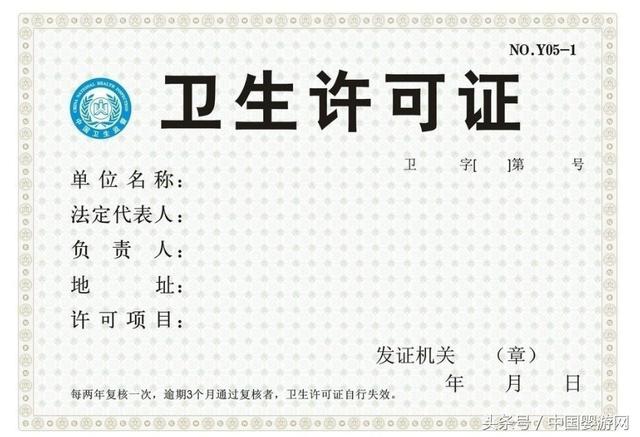 NO.Y05-1
CHINA NATIONAL HEALTH INSPECTION
中国卫生监督
卫生许可证
卫 字[ ]第 号
单位名称：
法定代表人：
负责人：
地址：
许可项目：
发证机关 （章）
年 月 日
每两年复核一次，逾期3个月通过复核者，卫生许可证自行失效。
头条号／中国婴游网